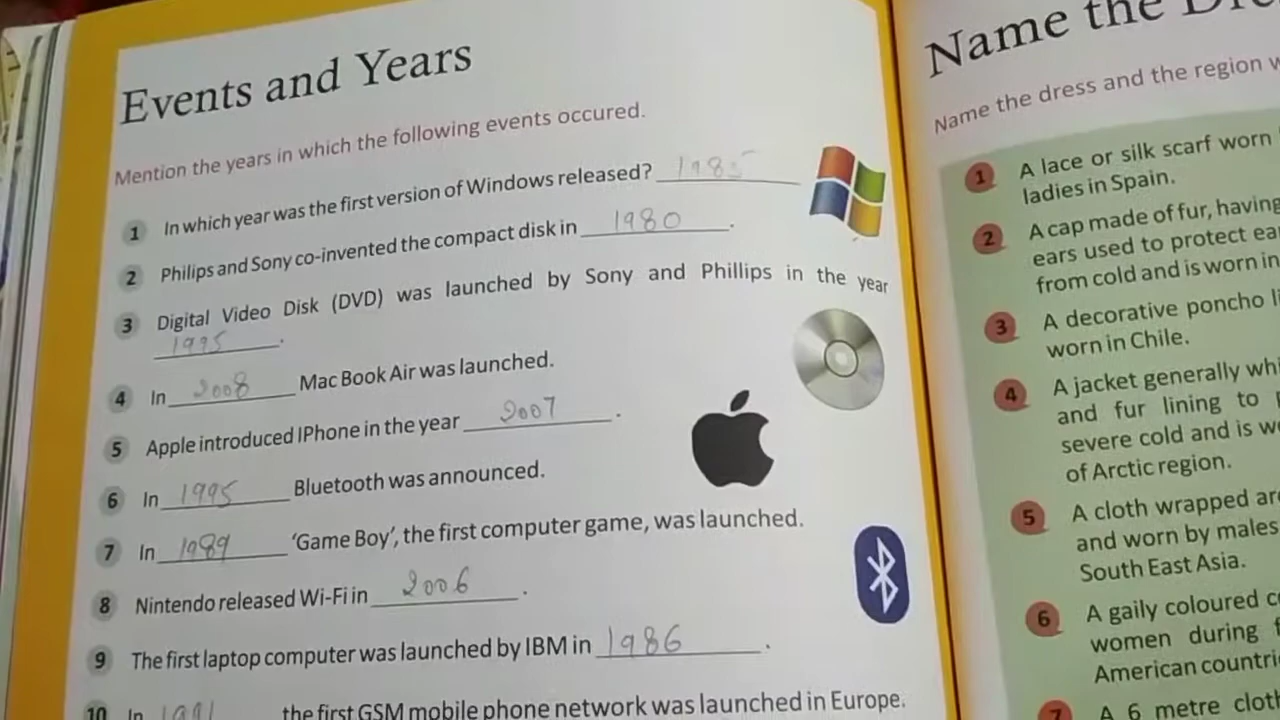 Events and Years
Mention the years in which the following events occured.
1 In which year was the first version of Windows released? 1985
2 Philips and Sony co-invented the compact disk in 1980.
3 Digital Video Disk (DVD) was launched by Sony and Phillips in the year
1995.
4 In 2008 Mac Book Air was launched.
5 Apple introduced IPhone in the year 2007.
6 In 1995 Bluetooth was announced.
7 In 1989 'Game Boy', the first computer game, was launched.
8 Nintendo released Wi-Fi in 2006.
9 The first laptop computer was launched by IBM in 1986.
10 In 1991 the first GSM mobile phone network was launched in Europe.
Name the
Name the dress and the region
1 A lace or silk scarf worn
ladies in Spain.
2 A cap made of fur, having
ears used to protect
from cold and is worn in
3 A decorative poncho
worn in Chile.
4 A jacket generally
and fur lining to
severe cold and is
of Arctic region.
5 A cloth wrapped
and worn by males
South East Asia.
6 A gaily coloured
women during
American
7 A 6 metre